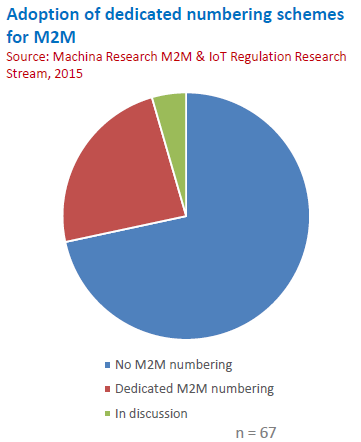 Adoption of dedicated numbering schemes
for M2M
Source: Machina Research M2M & IoT Regulation Research
Stream, 2015
No M2M numbering
Dedicated M2M numbering
In discussion
n = 67